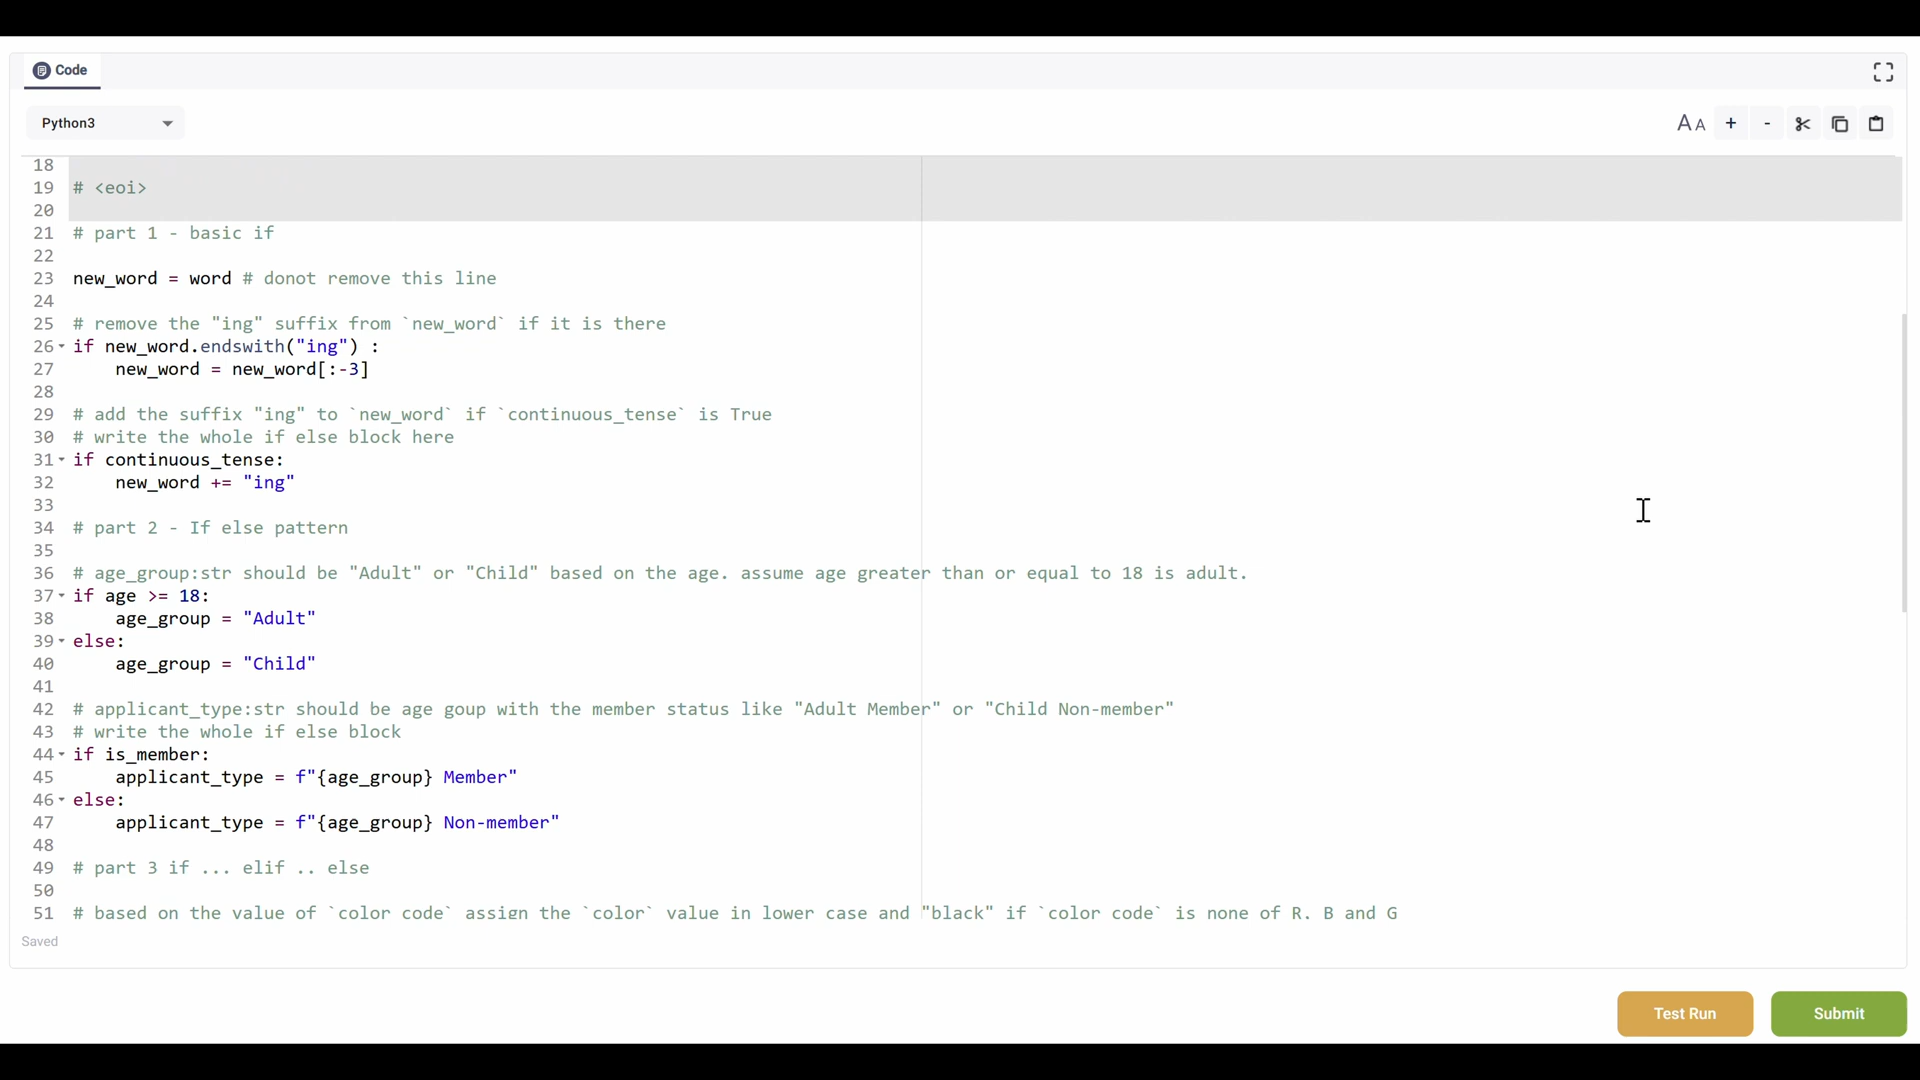 Code
Python3
AA + -
18
19 # <eoi>
20
21 # part 1 - basic if
22
23 new_word = word # donot remove this line
24
25 # remove the "ing" suffix from `new_word` if it is there
26 if new_word.endswith("ing") :
27     new_word = new_word[:-3]
28
29 # add the suffix "ing" to `new_word` if `continuous_tense` is True
30 # write the whole if else block here
31 if continuous_tense:
32     new_word += "ing"
33
34 # part 2 - If else pattern
35
36 # age_group:str should be "Adult" or "Child" based on the age. assume age greater than or equal to 18 is adult.
37 if age >= 18:
38     age_group = "Adult"
39 else:
40     age_group = "Child"
41
42 # applicant_type:str should be age goup with the member status like "Adult Member" or "Child Non-member"
43 # write the whole if else block
44 if is_member:
45     applicant_type = f"{age_group} Member"
46 else:
47     applicant_type = f"{age_group} Non-member"
48
49 # part 3 if ... elif .. else
50
51 # based on the value of `color code` assign the `color` value in lower case and "black" if `color code` is none of R. B and G
Saved
Test Run
Submit